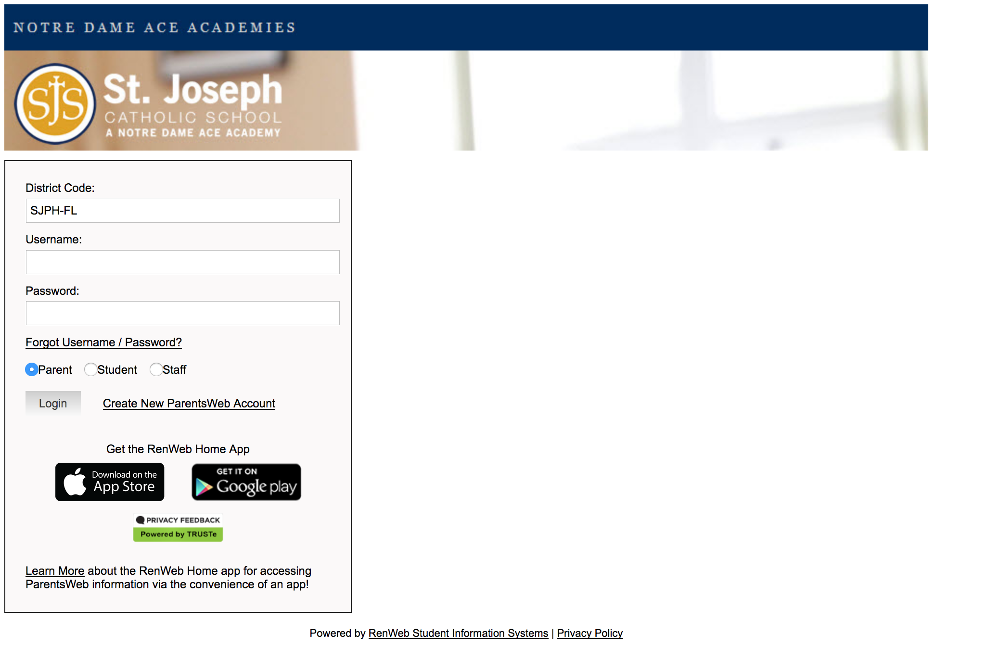 NOTRE DAME ACE ACADEMIES
SJS
St. Joseph
CATHOLIC SCHOOL
A NOTRE DAME ACE ACADEMY
District Code:
SJPH-FL
Username:
Password:
Forgot Username / Password?
Parent Student Staff
Login Create New ParentsWeb Account
Get the RenWeb Home App
Download on the
App Store
GET IT ON
Google play
PRIVACY FEEDBACK
Powered by TRUSTe
Learn More about the RenWeb Home app for accessing
ParentsWeb information via the convenience of an app!
Powered by RenWeb Student Information Systems | Privacy Policy